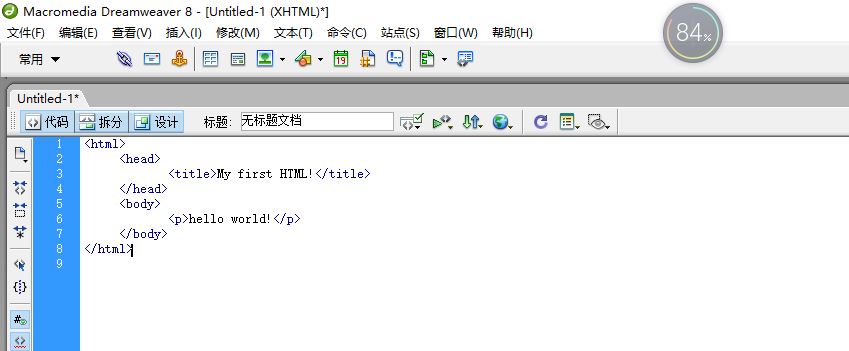 Macromedia Dreamweaver 8 - [Untitled-1 (XHTML)*]
文件(F) 编辑(E) 查看(V) 插入(I) 修改(M) 文本(T) 命令(C) 站点(S) 窗口(W) 帮助(H)
84%
常用
19
Untitled-1*
代码 拆分 设计 标题: 无标题文档
1 <html>
2 <head>
3 <title>My first HTML!</title>
4 </head>
5 <body>
6 <p>hello world!</p>
7 </body>
8 </html>
9